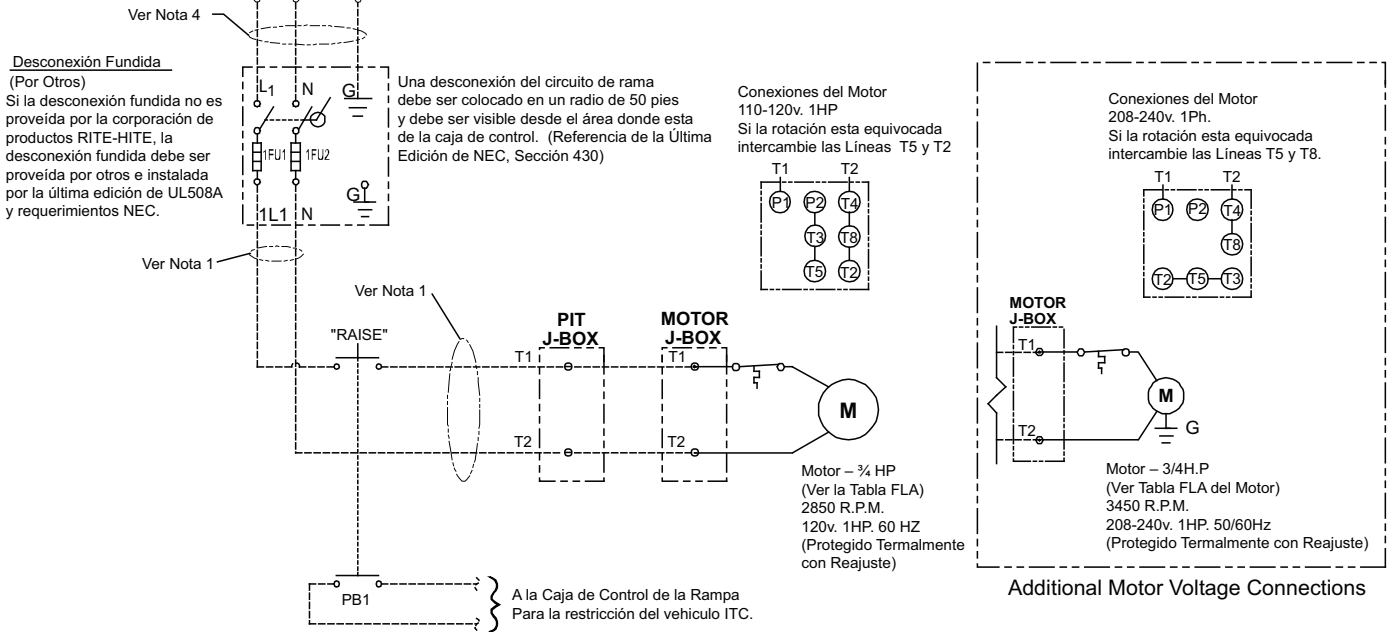 Ver Nota 4
Desconexión Fundida
(Por Otros)
Si la desconexión fundida no es
proveída por la corporación de
productos RITE-HITE, la
desconexión fundida debe ser
proveída por otros e instalada
por la última edición de UL508A
y requerimientos NEC.
L1 N G
1FU1 1FU2
G
1L1 N
Una desconexión del circuito de rama
debe ser colocado en un radio de 50 pies
y debe ser visible desde el área donde esta
de la caja de control. (Referencia de la Última
Edición de NEC, Sección 430)
Conexiones del Motor
110-120v. 1HP
Si la rotación esta equivocada
intercambie las Líneas T5 y T2
T1 T2
P1 P2 T4
T3 T8
T5 T2
Ver Nota 1
Ver Nota 1
"RAISE"
PIT
J-BOX
MOTOR
J-BOX
T1 T1
M
T2 T2
Motor – ¾ HP
(Ver la Tabla FLA)
2850 R.P.M.
120v. 1HP. 60 HZ
(Protegido Termalmente
con Reajuste)
PB1
A la Caja de Control de la Rampa
Para la restricción del vehiculo ITC.
Conexiones del Motor
208-240v. 1Ph.
Si la rotación esta equivocada
intercambie las Líneas T5 y T8.
T1 T2
P1 P2 T4
T8
T2 T5 T3
MOTOR
J-BOX
T1
M
G
T2
Motor – 3/4H.P
(Ver Tabla FLA del Motor)
3450 R.P.M.
208-240v. 1HP. 50/60Hz
(Protegido Termalmente con Reajuste)
Additional Motor Voltage Connections